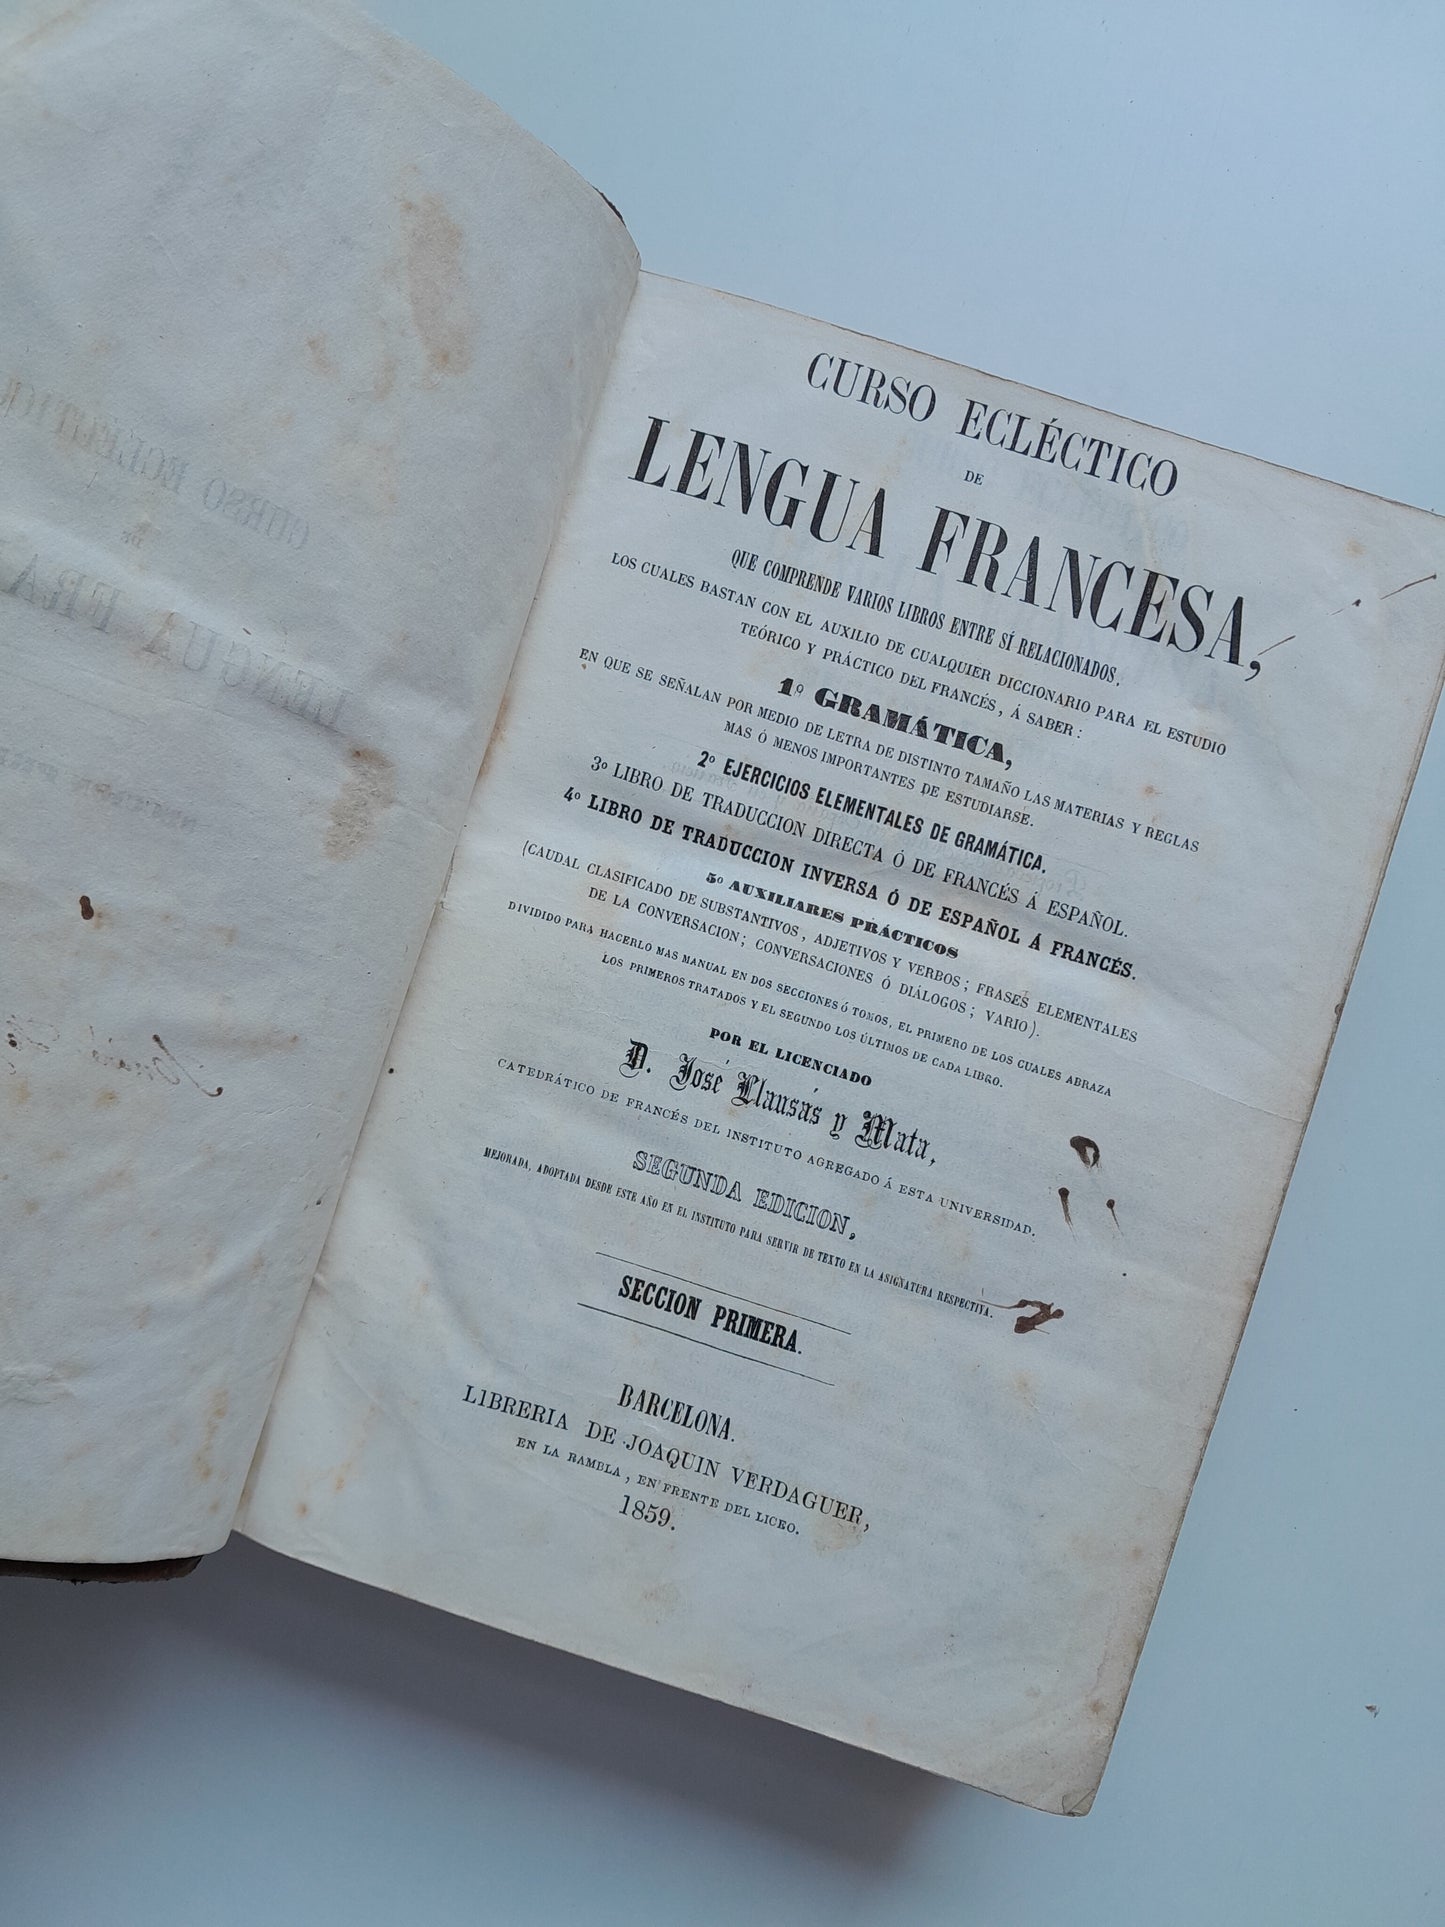 CURSO ECLÉCTICO
DE
LENGUA FRANCESA,
QUE COMPRENDE VARIOS LIBROS ENTRE SÍ RELACIONADOS,
LOS CUALES BASTAN CON EL AUXILIO DE CUALQUIER DICCIONARIO PARA EL ESTUDIO
TEÓRICO Y PRÁCTICO DEL FRANCÉS, Á SABER:
1º GRAMÁTICA,
EN QUE SE SEÑALAN POR MEDIO DE LETRA DE DISTINTO TAMAÑO LAS MATERIAS Y REGLAS
MAS Ó MENOS IMPORTANTES DE ESTUDIARSE.
2º EJERCICIOS ELEMENTALES DE GRAMÁTICA.
3º LIBRO DE TRADUCCION DIRECTA Ó DE FRANCÉS Á ESPAÑOL.
4º LIBRO DE TRADUCCION INVERSA Ó DE ESPAÑOL Á FRANCÉS.
5º AUXILIARES PRÁCTICOS
(CAUDAL CLASIFICADO DE SUBSTANTIVOS, ADJETIVOS Y VERBOS; FRASES ELEMENTALES
DE LA CONVERSACION; CONVERSACIONES Ó DIÁLOGOS; VARIO).
DIVIDIDO PARA HACERLO MAS MANUAL EN DOS SECCIONES Ó TOMOS, EL PRIMERO DE LOS CUALES ABRAZA
LOS PRIMEROS TRATADOS Y EL SEGUNDO LOS ÚLTIMOS DE CADA LIBRO.
POR EL LICENCIADO
D. José Llausás y Mata,
CATEDRÁTICO DE FRANCÉS DEL INSTITUTO AGREGADO Á ESTA UNIVERSIDAD.
SEGUNDA EDICION,
MEJORADA, ADOPTADA DESDE ESTE AÑO EN EL INSTITUTO PARA SERVIR DE TEXTO EN LA ASIGNATURA RESPECTIVA.
SECCION PRIMERA.
BARCELONA.
LIBRERIA DE JOAQUIN VERDAGUER,
EN LA RAMBLA, EN FRENTE DEL LICEO.
1859.